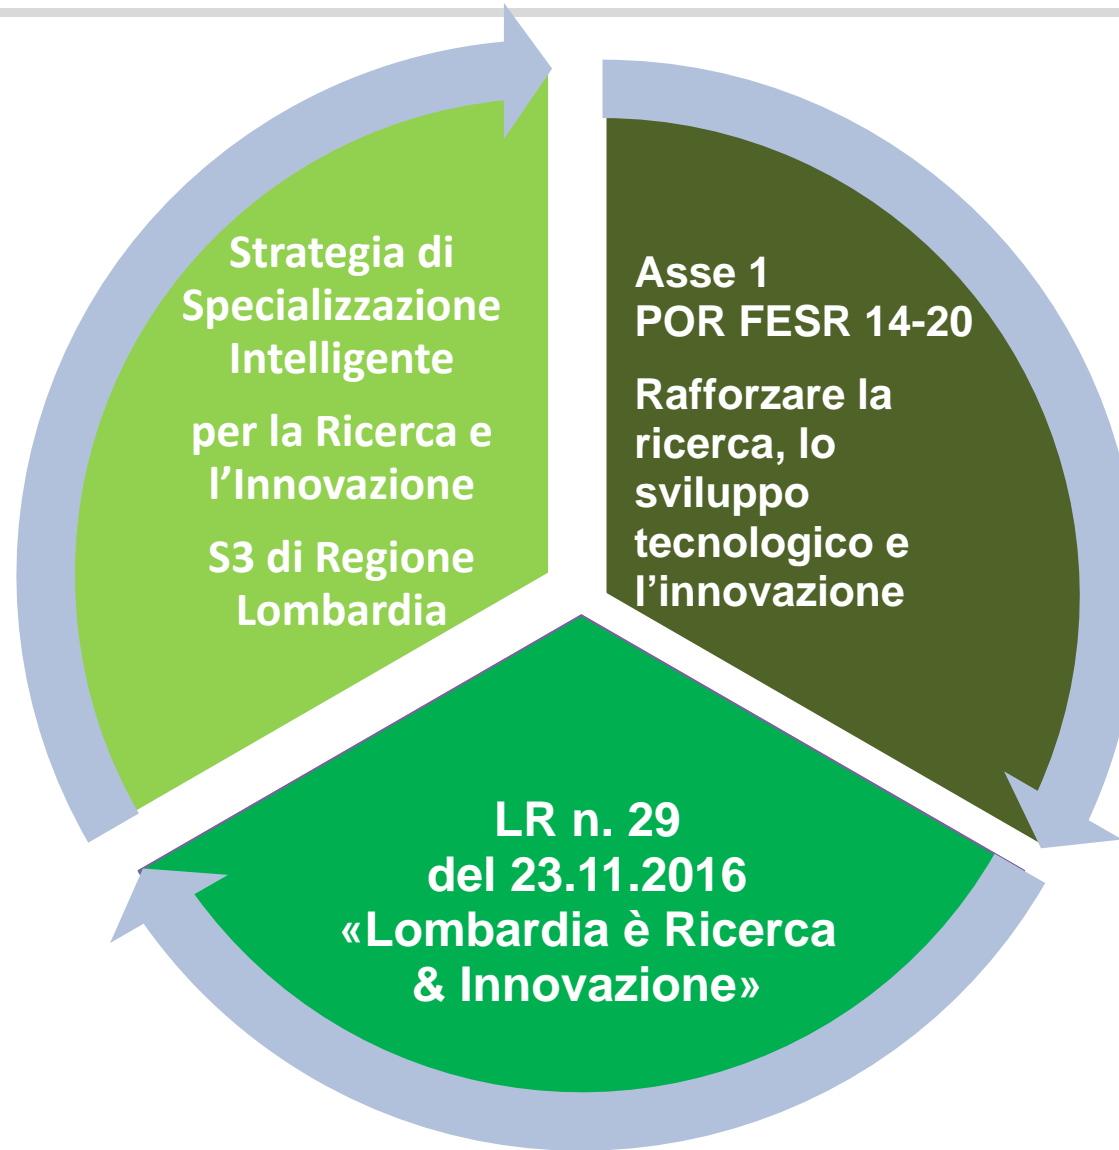 Strategia di
Specializzazione
Intelligente
per la Ricerca e
l’Innovazione
S3 di Regione
Lombardia
Asse 1
POR FESR 14-20
Rafforzare la
ricerca, lo
sviluppo
tecnologico e
l’innovazione
LR n. 29
del 23.11.2016
«Lombardia è Ricerca
& Innovazione»